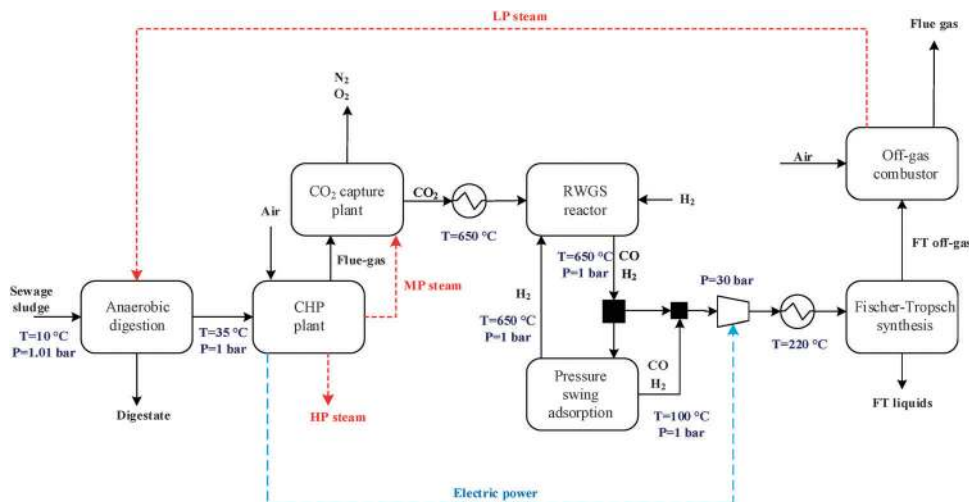 LP steam
Flue gas
N₂
O₂
Air
Off-gas
combustor
CO₂ capture
plant
CO₂
RWGS
reactor
H₂
Air
T=650 °C
FT off-gas
Flue-gas
T=650 °C
P=1 bar
CO
H₂
P=30 bar
Sewage
sludge
MP steam
H₂
Anaerobic
digestion
CHP
plant
Fischer-Tropsch
synthesis
T=10 °C
P=1.01 bar
T=35 °C
P=1 bar
T=650 °C
P=1 bar
T=220 °C
Pressure
swing
adsorption
CO
H₂
Digestate
HP steam
T=100 °C
P=1 bar
FT liquids
Electric power